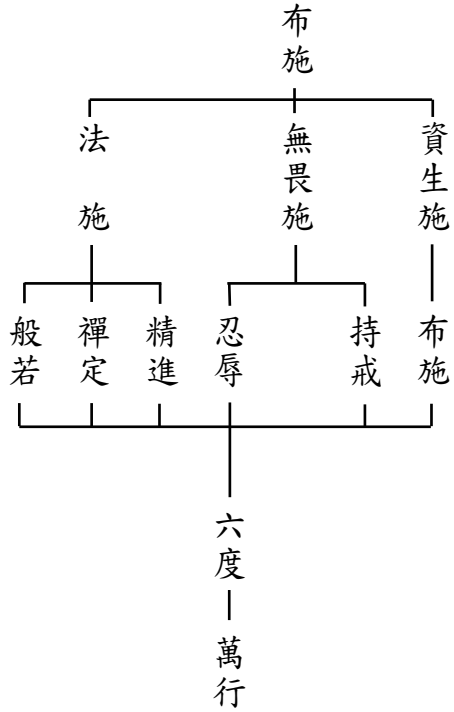 布施
資生施
無畏施
法施
布施
持戒
忍辱
精進
禪定
般若
六度
萬行